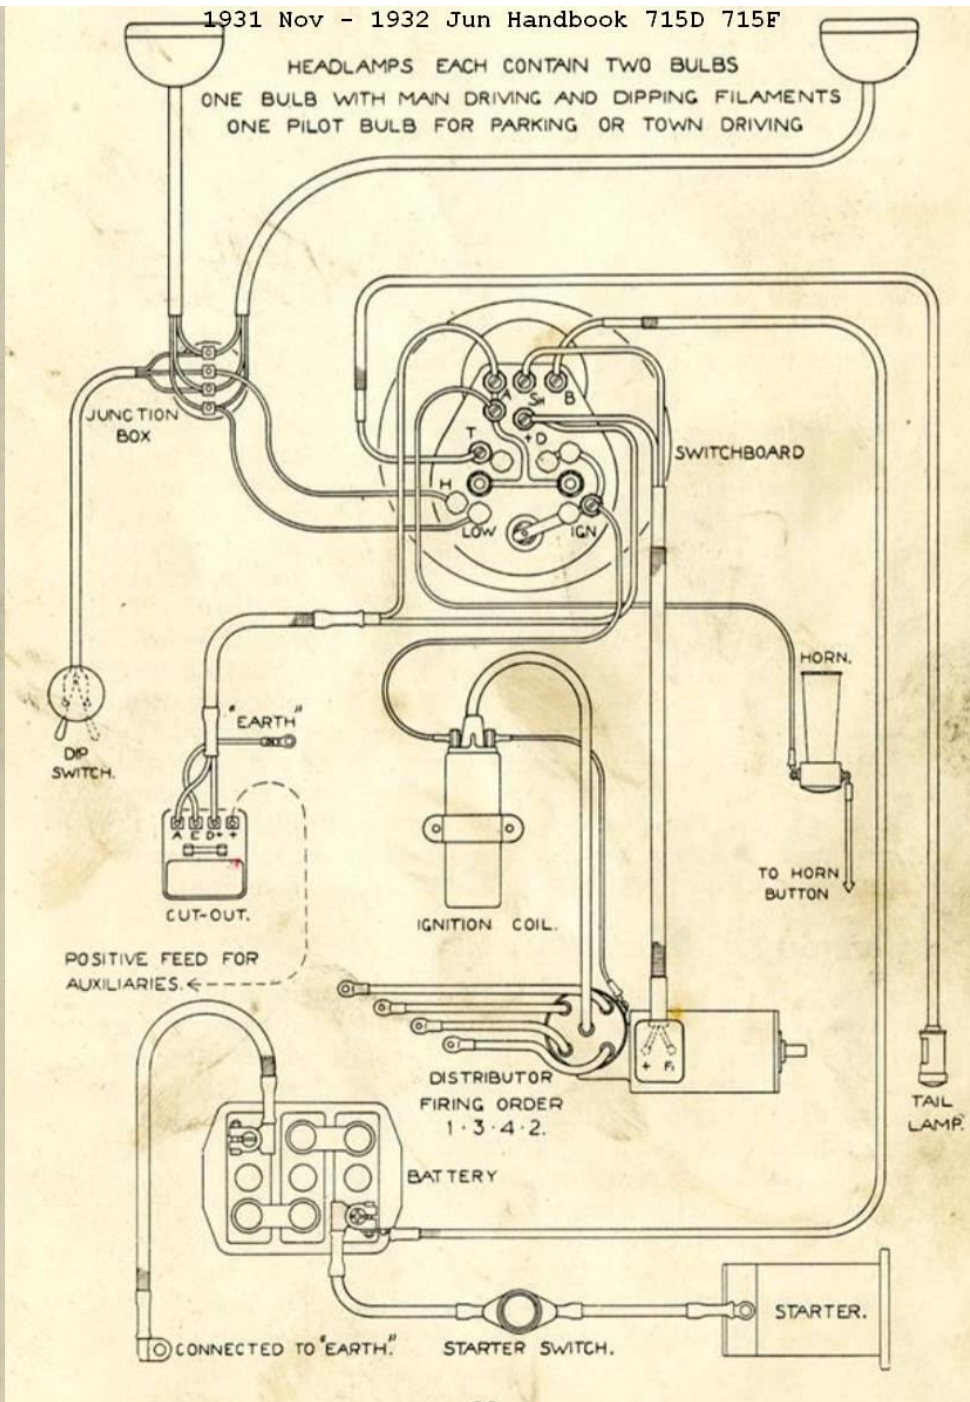 1931 Nov - 1932 Jun Handbook 715D 715F
HEADLAMPS EACH CONTAIN TWO BULBS
ONE BULB WITH MAIN DRIVING AND DIPPING FILAMENTS
ONE PILOT BULB FOR PARKING OR TOWN DRIVING
JUNCTION
BOX
A
SH
B
T
+ D
H
LOW
IGN
SWITCHBOARD
DIP
SWITCH.
"EARTH"
HORN.
A E D+ +
CUT-OUT.
TO HORN
BUTTON
IGNITION COIL.
POSITIVE FEED FOR
AUXILIARIES.
DISTRIBUTOR
FIRING ORDER
1·3·4·2.
+ F1
TAIL
LAMP.
BATTERY
CONNECTED TO "EARTH".
STARTER SWITCH.
STARTER.